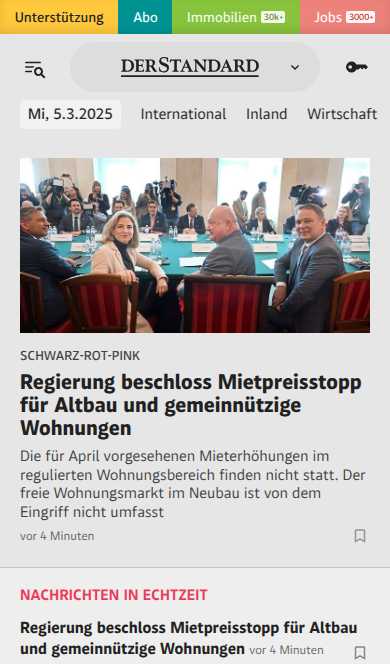 Unterstützung Abo Immobilien 30k+ Jobs 3000+
DERSTANDARD
Mi, 5.3.2025 International Inland Wirtschaft
SCHWARZ-ROT-PINK
Regierung beschloss Mietpreisstopp
für Altbau und gemeinnützige
Wohnungen
Die für April vorgesehenen Mieterhöhungen im
regulierten Wohnungsbereich finden nicht statt. Der
freie Wohnungsmarkt im Neubau ist von dem
Eingriff nicht umfasst
vor 4 Minuten
NACHRICHTEN IN ECHTZEIT
Regierung beschloss Mietpreisstopp für Altbau
und gemeinnützige Wohnungen vor 4 Minuten